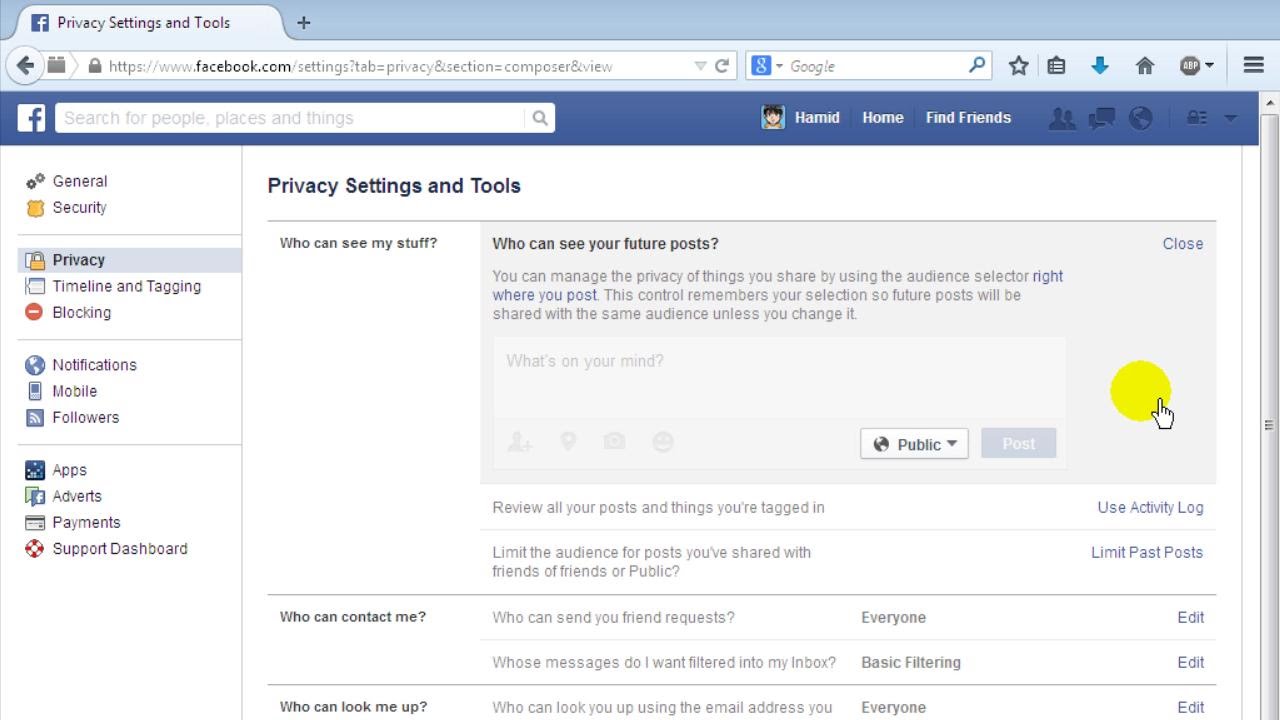 Privacy Settings and Tools
https://www.facebook.com/settings?tab=privacy&section=composer&view
Google
ABP
Search for people, places and things
Hamid
Home
Find Friends
General
Security
Privacy
Timeline and Tagging
Blocking
Notifications
Mobile
Followers
Apps
Adverts
Payments
Support Dashboard
Privacy Settings and Tools
Who can see my stuff?
Who can see your future posts?
Close
You can manage the privacy of things you share by using the audience selector right
where you post. This control remembers your selection so future posts will be
shared with the same audience unless you change it.
What's on your mind?
Public
Post
Review all your posts and things you're tagged in
Use Activity Log
Limit the audience for posts you've shared with
friends of friends or Public?
Limit Past Posts
Who can contact me?
Who can send you friend requests?
Everyone
Edit
Whose messages do I want filtered into my Inbox?
Basic Filtering
Edit
Who can look me up?
Who can look you up using the email address you
Everyone
Edit